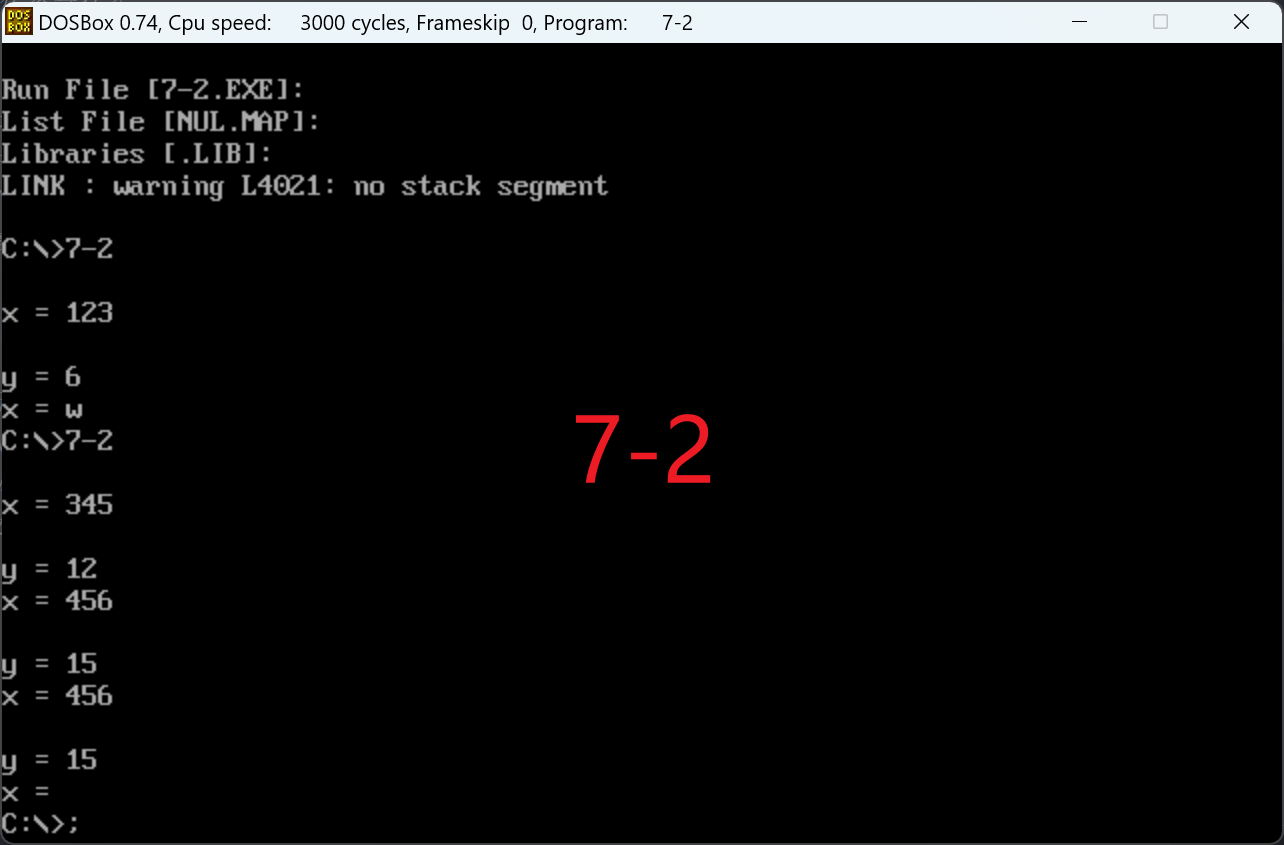 DOS BOX
DOSBox 0.74, Cpu speed: 3000 cycles, Frameskip 0, Program: 7-2
Run File [7-2.EXE]:
List File [NUL.MAP]:
Libraries [.LIB]:
LINK : warning L4021: no stack segment
C:\>7-2
x = 123
y = 6
x = w
C:\>7-2
x = 345
y = 12
x = 456
y = 15
x = 456
y = 15
x =
C:\>;
7-2